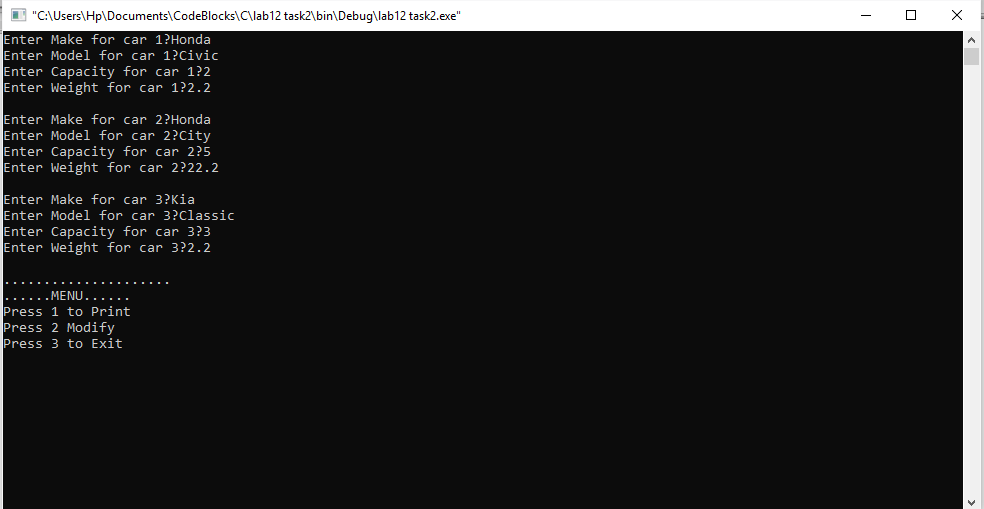 "C:\Users\Hp\Documents\CodeBlocks\C\lab12 task2\bin\Debug\lab12 task2.exe"
Enter Make for car 1?Honda
Enter Model for car 1?Civic
Enter Capacity for car 1?2
Enter Weight for car 1?2.2
Enter Make for car 2?Honda
Enter Model for car 2?City
Enter Capacity for car 2?5
Enter Weight for car 2?22.2
Enter Make for car 3?Kia
Enter Model for car 3?Classic
Enter Capacity for car 3?3
Enter Weight for car 3?2.2
.....................
......MENU......
Press 1 to Print
Press 2 Modify
Press 3 to Exit